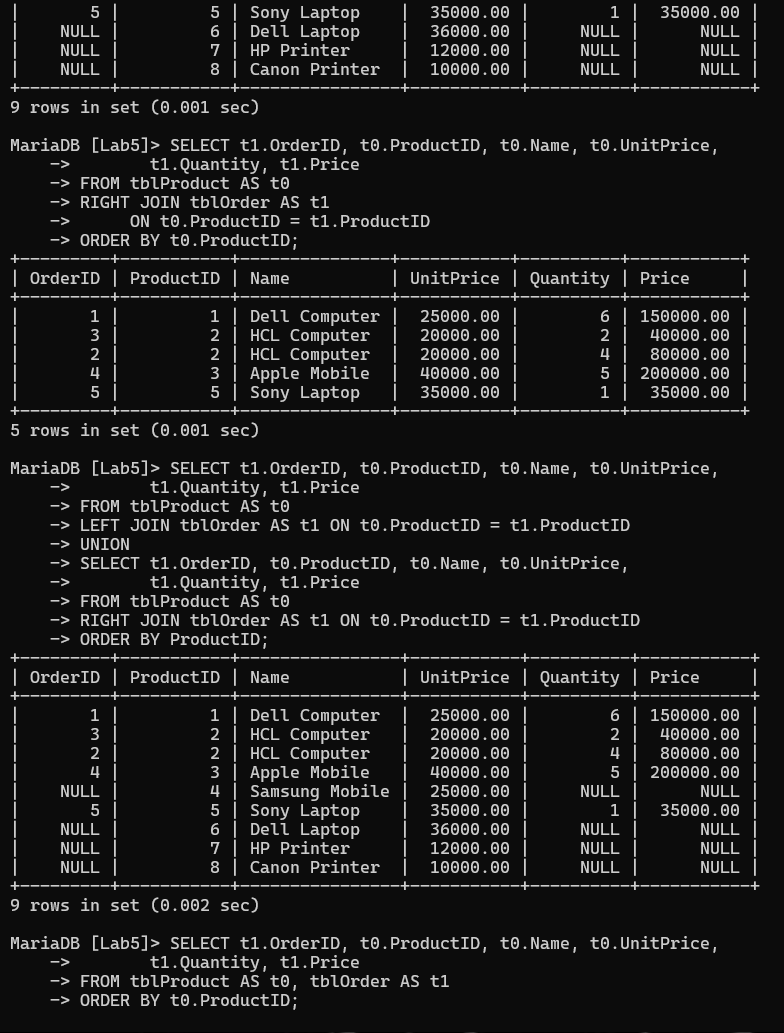 |       5 |         5 | Sony Laptop    | 35000.00 |        1 |  35000.00 |
|    NULL |         6 | Dell Laptop    | 36000.00 |     NULL |      NULL |
|    NULL |         7 | HP Printer     | 12000.00 |     NULL |      NULL |
|    NULL |         8 | Canon Printer  | 10000.00 |     NULL |      NULL |
+---------+-----------+----------------+-----------+----------+-----------+
9 rows in set (0.001 sec)
MariaDB [Lab5]> SELECT t1.OrderID, t0.ProductID, t0.Name, t0.UnitPrice,
    ->        t1.Quantity, t1.Price
    -> FROM tblProduct AS t0
    -> RIGHT JOIN tblOrder AS t1
    ->      ON t0.ProductID = t1.ProductID
    -> ORDER BY t0.ProductID;
+---------+-----------+---------------+-----------+----------+-----------+
| OrderID | ProductID | Name          | UnitPrice | Quantity | Price     |
+---------+-----------+---------------+-----------+----------+-----------+
|       1 |         1 | Dell Computer |  25000.00 |        6 | 150000.00 |
|       3 |         2 | HCL Computer  |  20000.00 |        2 |  40000.00 |
|       2 |         2 | HCL Computer  |  20000.00 |        4 |  80000.00 |
|       4 |         3 | Apple Mobile  |  40000.00 |        5 | 200000.00 |
|       5 |         5 | Sony Laptop   |  35000.00 |        1 |  35000.00 |
+---------+-----------+---------------+-----------+----------+-----------+
5 rows in set (0.001 sec)
MariaDB [Lab5]> SELECT t1.OrderID, t0.ProductID, t0.Name, t0.UnitPrice,
    ->        t1.Quantity, t1.Price
    -> FROM tblProduct AS t0
    -> LEFT JOIN tblOrder AS t1 ON t0.ProductID = t1.ProductID
    -> UNION
    -> SELECT t1.OrderID, t0.ProductID, t0.Name, t0.UnitPrice,
    ->        t1.Quantity, t1.Price
    -> FROM tblProduct AS t0
    -> RIGHT JOIN tblOrder AS t1 ON t0.ProductID = t1.ProductID
    -> ORDER BY ProductID;
+---------+-----------+----------------+-----------+----------+-----------+
| OrderID | ProductID | Name           | UnitPrice | Quantity | Price     |
+---------+-----------+----------------+-----------+----------+-----------+
|       1 |         1 | Dell Computer  |  25000.00 |        6 | 150000.00 |
|       3 |         2 | HCL Computer   |  20000.00 |        2 |  40000.00 |
|       2 |         2 | HCL Computer   |  20000.00 |        4 |  80000.00 |
|       4 |         3 | Apple Mobile   |  40000.00 |        5 | 200000.00 |
|    NULL |         4 | Samsung Mobile |  25000.00 |     NULL |      NULL |
|       5 |         5 | Sony Laptop    |  35000.00 |        1 |  35000.00 |
|    NULL |         6 | Dell Laptop    |  36000.00 |     NULL |      NULL |
|    NULL |         7 | HP Printer     |  12000.00 |     NULL |      NULL |
|    NULL |         8 | Canon Printer  |  10000.00 |     NULL |      NULL |
+---------+-----------+----------------+-----------+----------+-----------+
9 rows in set (0.002 sec)
MariaDB [Lab5]> SELECT t1.OrderID, t0.ProductID, t0.Name, t0.UnitPrice,
    ->        t1.Quantity, t1.Price
    -> FROM tblProduct AS t0, tblOrder AS t1
    -> ORDER BY t0.ProductID;